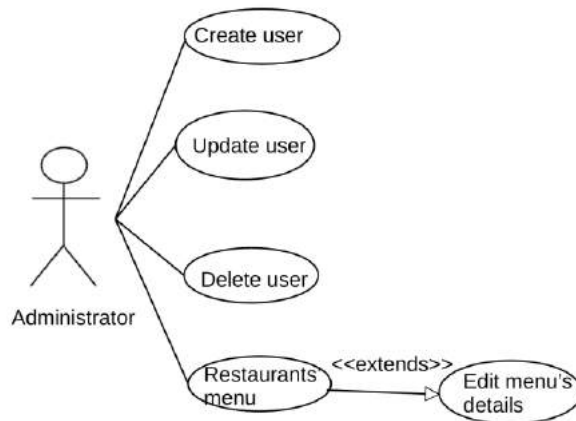 Create user
Update user
Delete user
Administrator
<<extends>>
Restaurants'
menu
Edit menu's
details